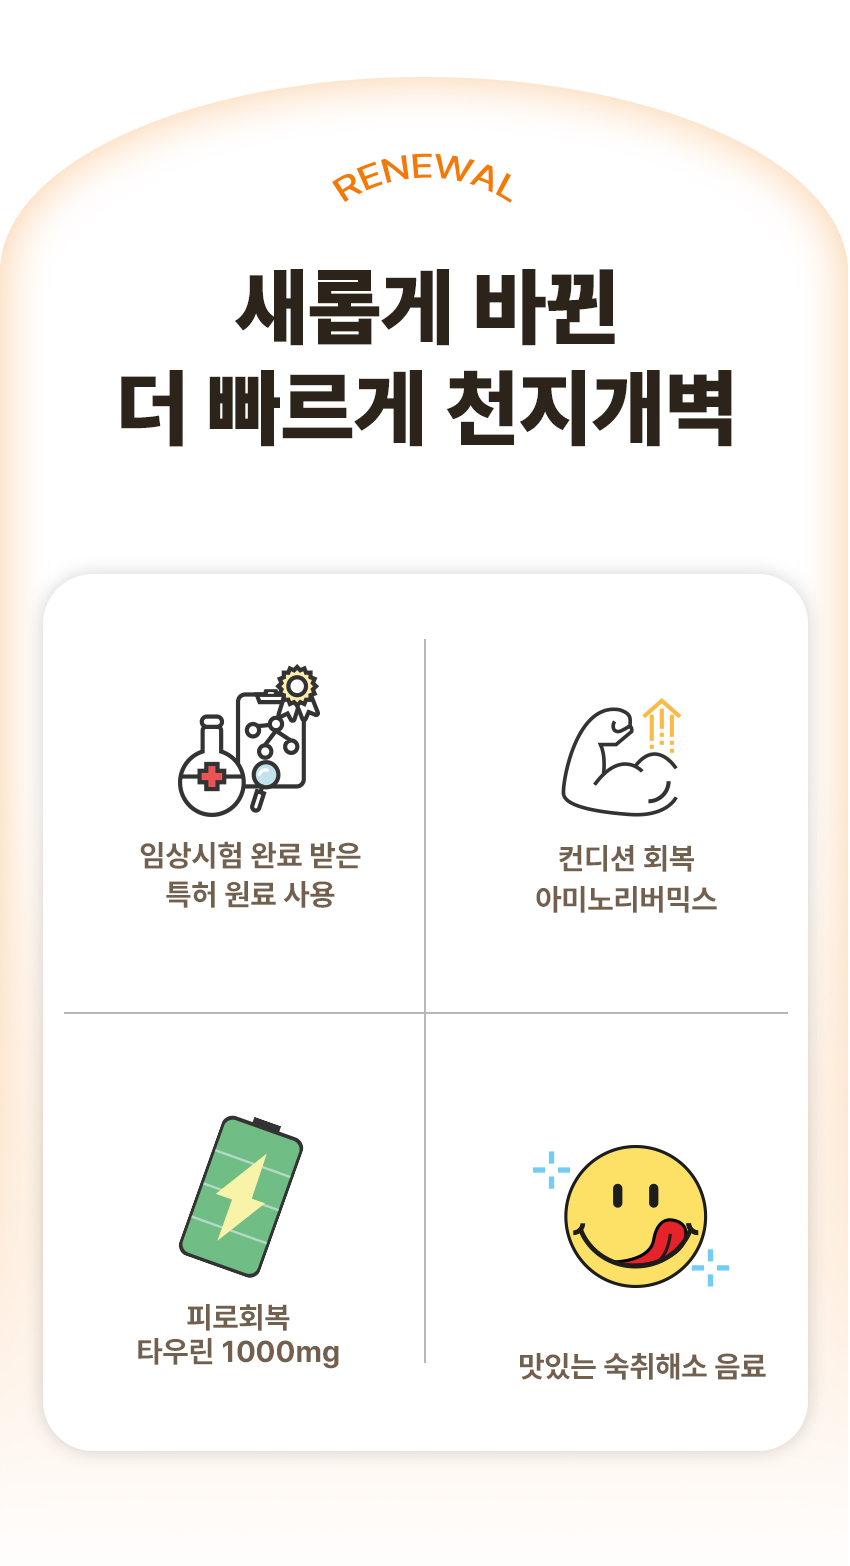 RENEWAL
새롭게 바뀐
더 빠르게 천지개벽
임상시험 완료 받은
특허 원료 사용
컨디션 회복
아미노리버믹스
피로회복
타우린 1000mg
맛있는 숙취해소 음료